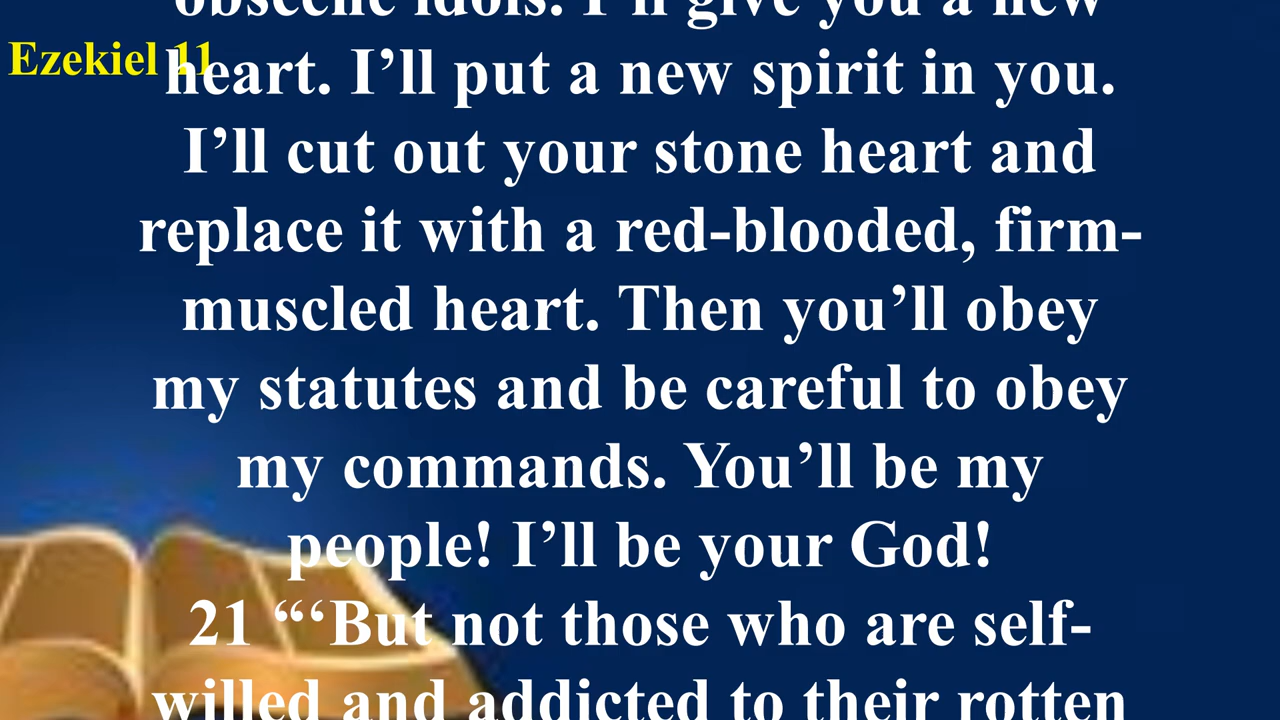 obscene idols. I’ll give you a new
Ezekiel 11
heart. I’ll put a new spirit in you.
I’ll cut out your stone heart and
replace it with a red-blooded, firm-
muscled heart. Then you’ll obey
my statutes and be careful to obey
my commands. You’ll be my
people! I’ll be your God!
21 “‘But not those who are self-
willed and addicted to their rotten